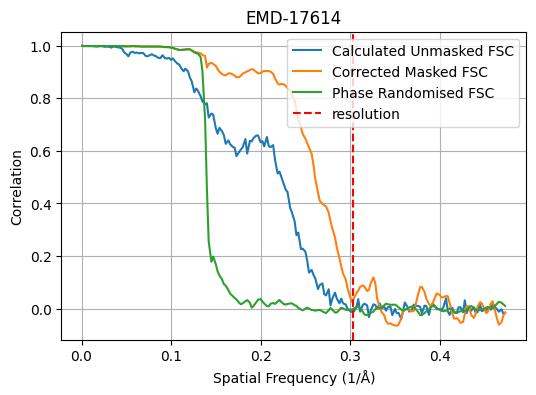 EMD-17614
Calculated Unmasked FSC
Corrected Masked FSC
Phase Randomised FSC
resolution
Correlation
1.0
0.8
0.6
0.4
0.2
0.0
0.0 0.1 0.2 0.3 0.4
Spatial Frequency (1/Å)